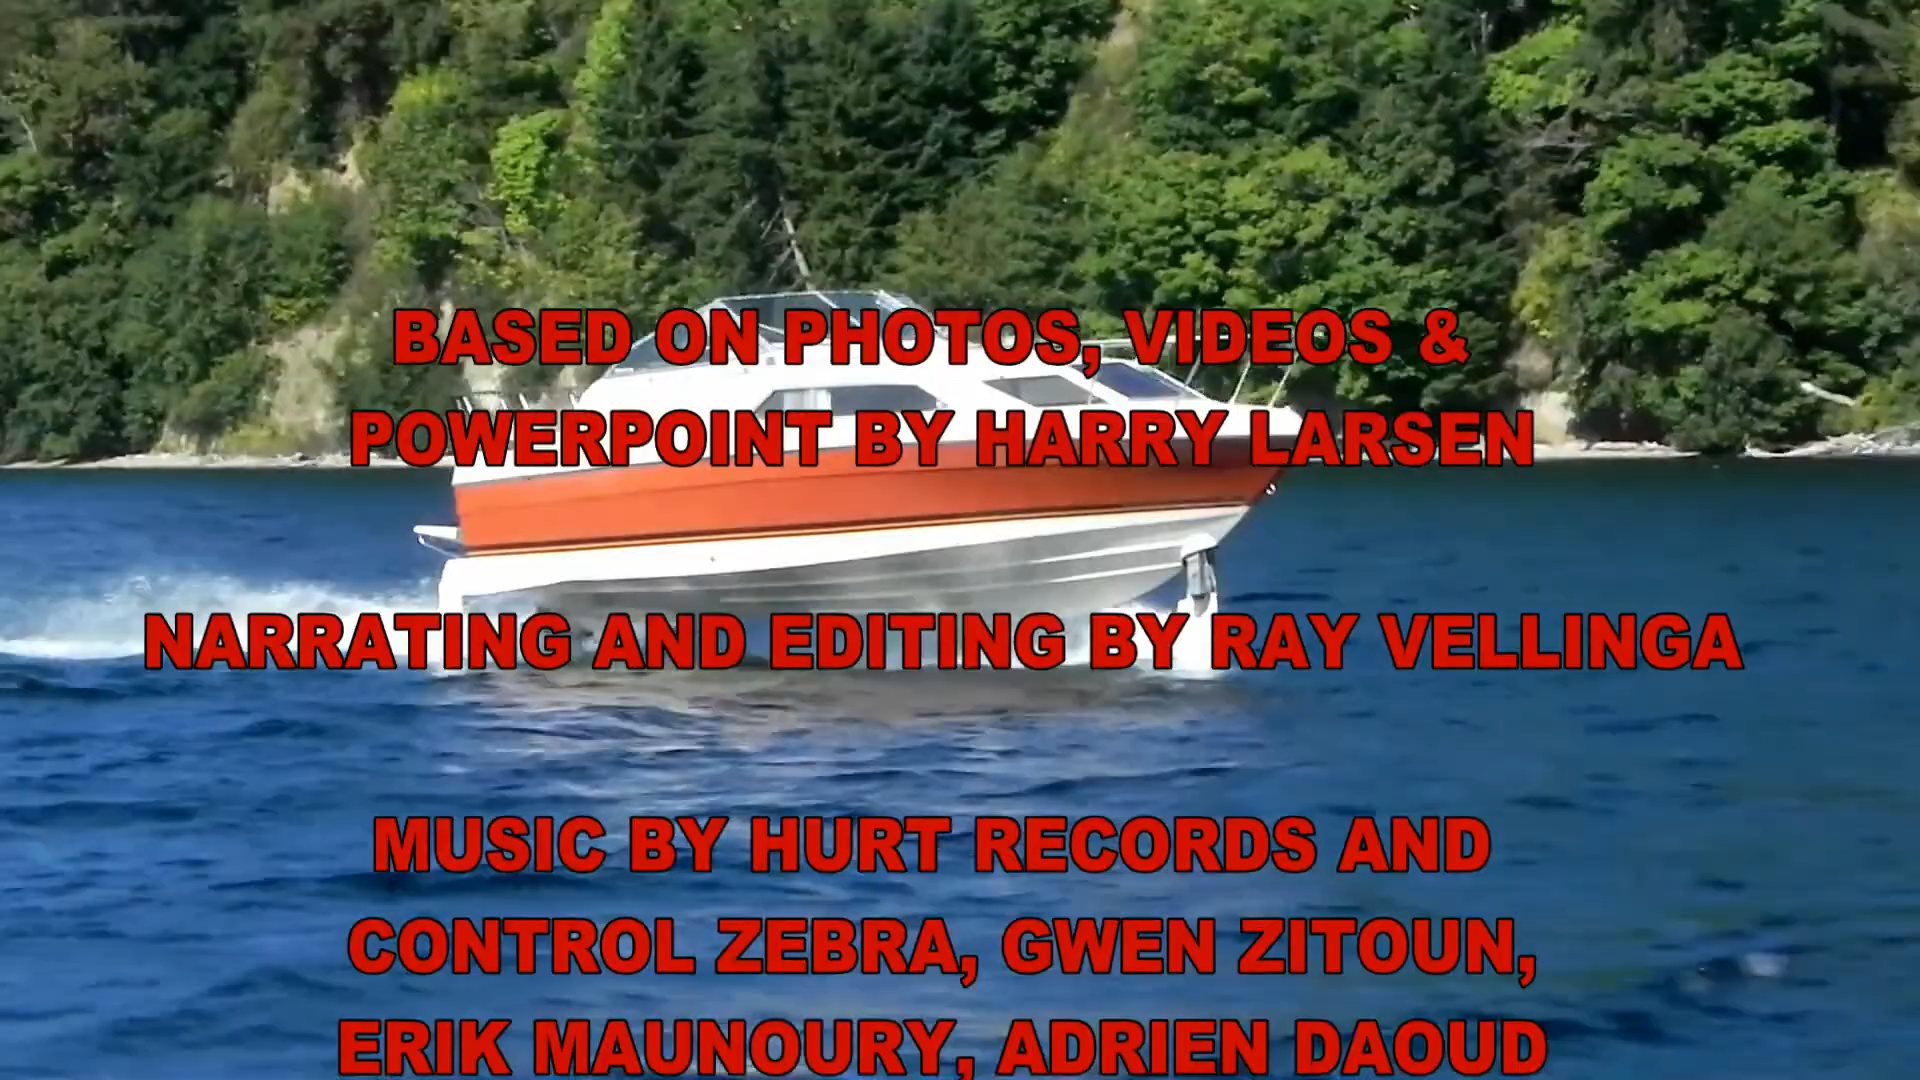 BASED ON PHOTOS, VIDEOS &
POWERPOINT BY HARRY LARSEN
NARRATING AND EDITING BY RAY VELLINGA
MUSIC BY HURT RECORDS AND
CONTROL ZEBRA, GWEN ZITOUN,
ERIK MAUNOURY, ADRIEN DAOUD